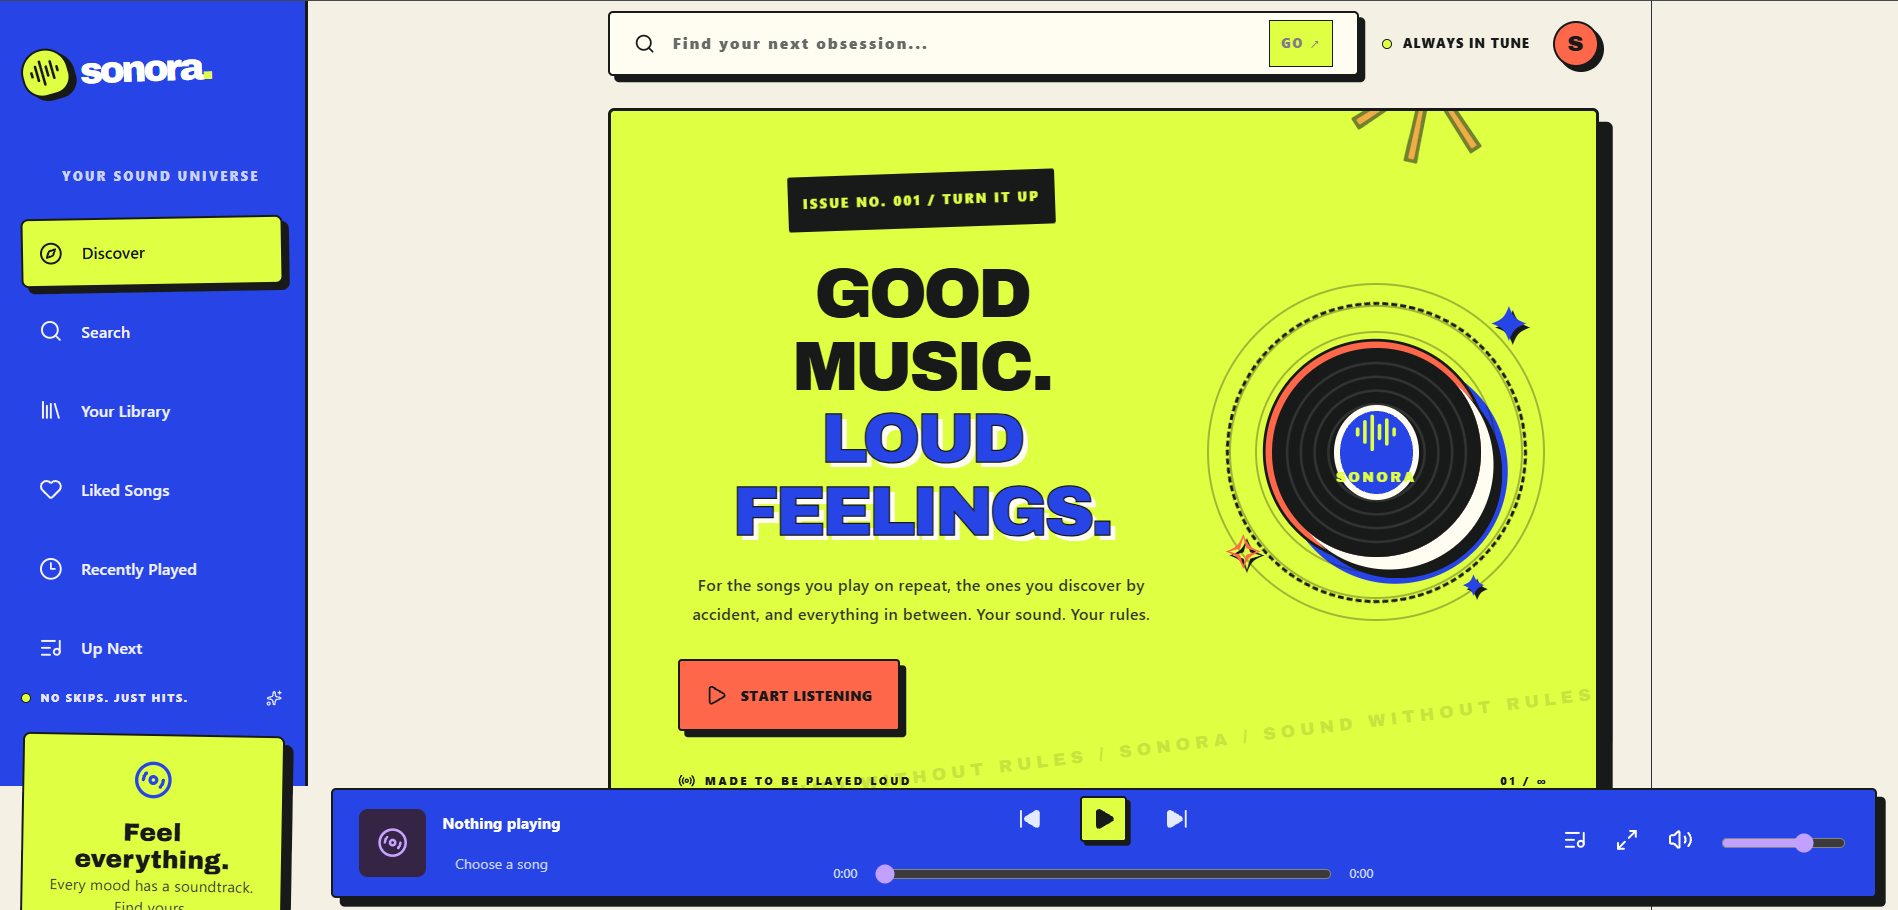 sonora.
YOUR SOUND UNIVERSE
Discover
Search
Your Library
Liked Songs
Recently Played
Up Next
NO SKIPS. JUST HITS.
Feel
everything.
Every mood has a soundtrack.
Find yours.
Find your next obsession...
GO ↗
ALWAYS IN TUNE
S
ISSUE NO. 001 / TURN IT UP
GOOD
MUSIC.
LOUD
FEELINGS.
For the songs you play on repeat, the ones you discover by
accident, and everything in between. Your sound. Your rules.
START LISTENING
SONORA
WITHOUT RULES / SONORA / SOUND WITHOUT RULES
MADE TO BE PLAYED LOUD
01 / ∞
Nothing playing
Choose a song
0:00
0:00